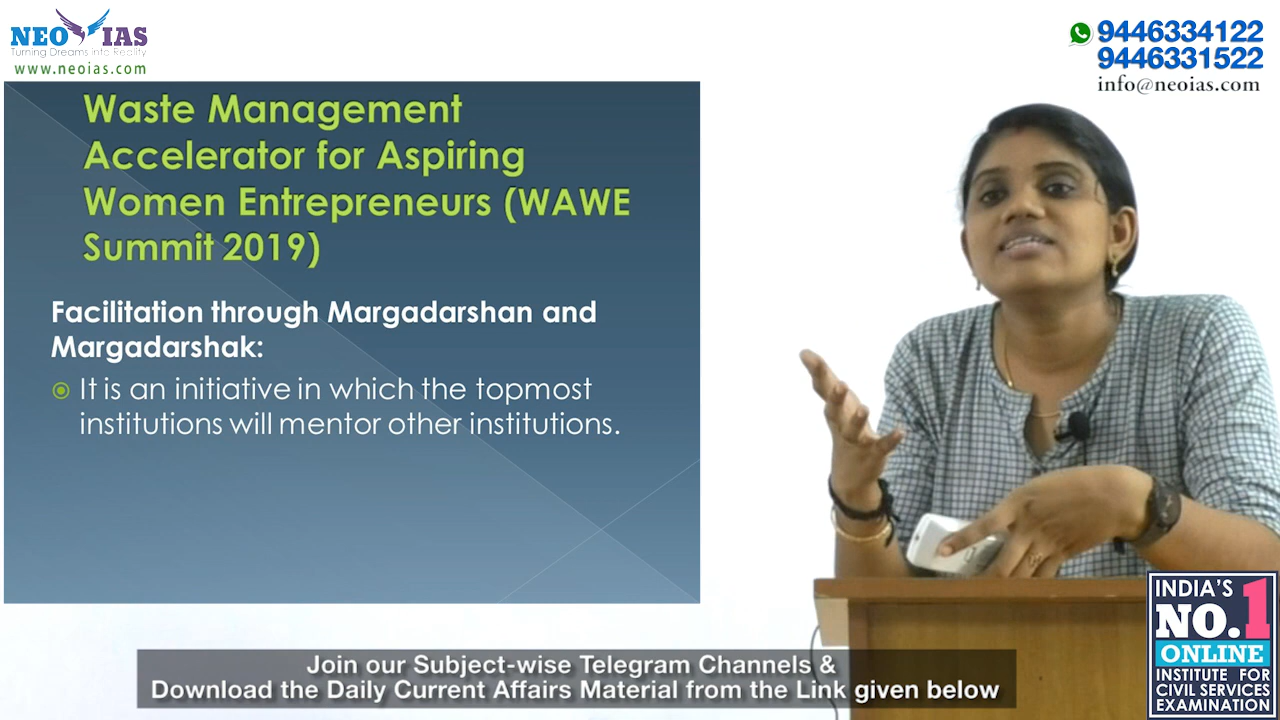 NEO IAS
Turning Dreams into Reality
www.neoias.com
9446334122
9446331522
info@neoias.com
Waste Management
Accelerator for Aspiring
Women Entrepreneurs (WAWE
Summit 2019)
Facilitation through Margadarshan and
Margadarshak:
It is an initiative in which the topmost
institutions will mentor other institutions.
INDIA'S
NO.1
ONLINE
INSTITUTE FOR
CIVIL SERVICES
EXAMINATION
Join our Subject-wise Telegram Channels &
Download the Daily Current Affairs Material from the Link given below